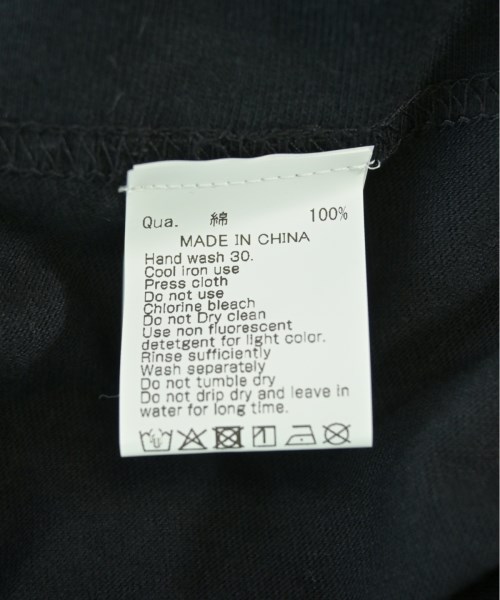 Qua. 綿 100%
MADE IN CHINA
Hand wash 30.
Cool iron use
Press cloth
Do not use
Chlorine bleach
Do not Dry clean
Use non fluorescent
detetgent for light color.
Rinse sufficiently
Wash separately
Do not tumble dry
Do not drip dry and leave in
water for long time.